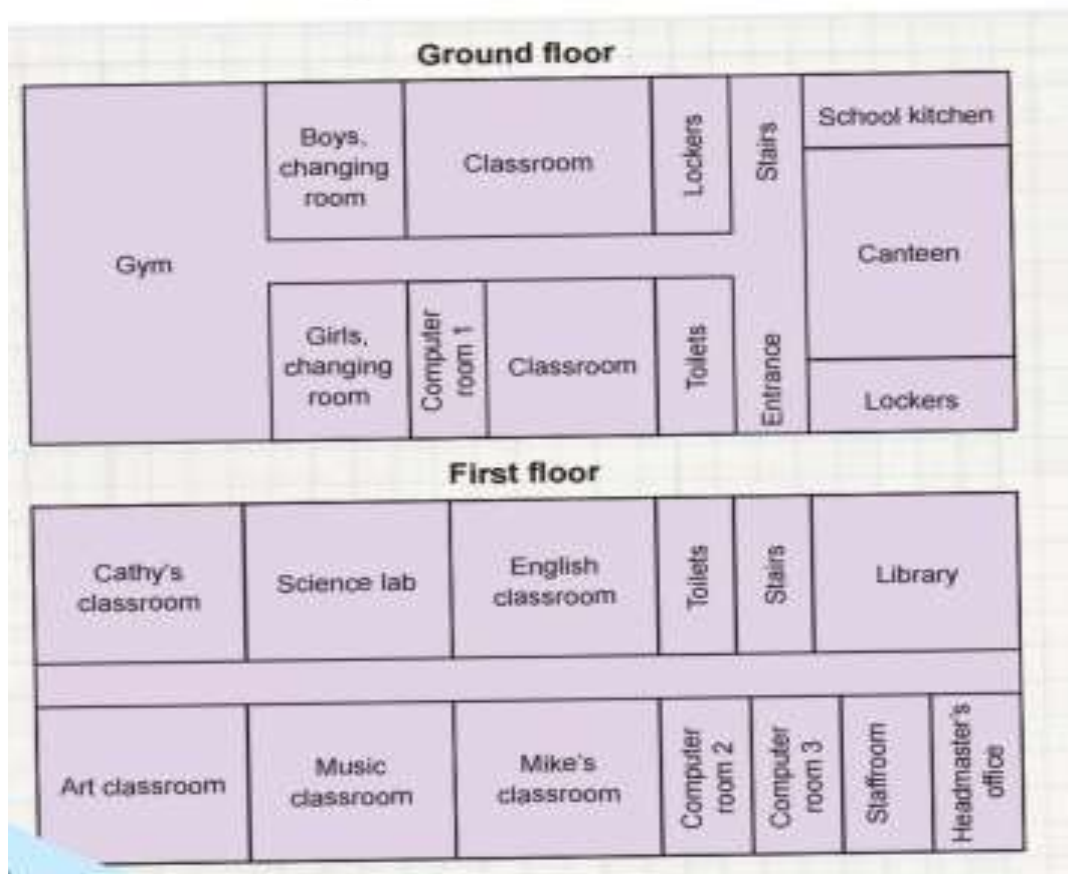 Ground floor
Boys,
changing
room
Classroom
Lockers
Stairs
School kitchen
Gym
Canteen
Girls,
changing
room
Computer
room 1
Classroom
Toilets
Entrance
Lockers
First floor
Cathy's
classroom
Science lab
English
classroom
Toilets
Stairs
Library
Art classroom
Music
classroom
Mike's
classroom
Computer
room 2
Computer
room 3
Staffroom
Headmaster's
office